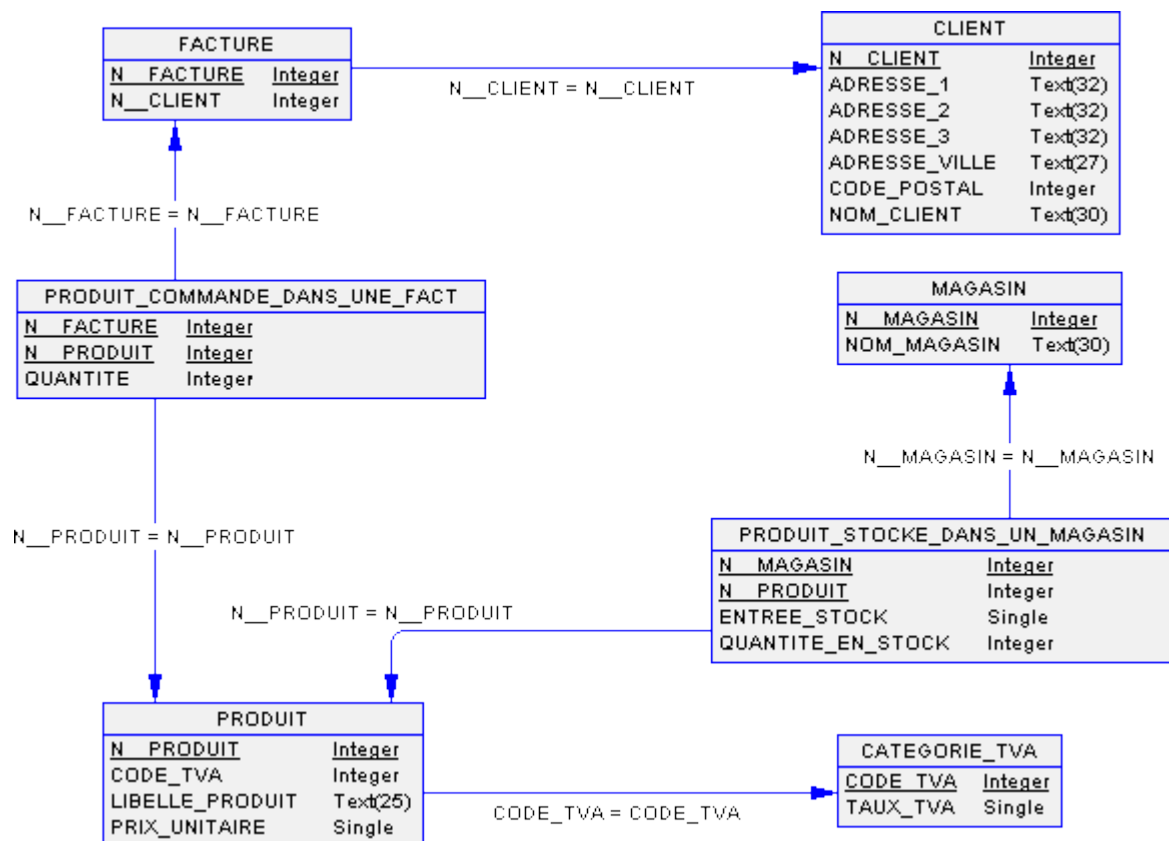 FACTURE
N__FACTURE Integer
N__CLIENT Integer
N__CLIENT = N__CLIENT
CLIENT
N__CLIENT Integer
ADRESSE_1 Text(32)
ADRESSE_2 Text(32)
ADRESSE_3 Text(32)
ADRESSE_VILLE Text(27)
CODE_POSTAL Integer
NOM_CLIENT Text(30)
N__FACTURE = N__FACTURE
PRODUIT_COMMANDE_DANS_UNE_FACT
N__FACTURE Integer
N__PRODUIT Integer
QUANTITE Integer
MAGASIN
N__MAGASIN Integer
NOM_MAGASIN Text(30)
N__MAGASIN = N__MAGASIN
N__PRODUIT = N__PRODUIT
PRODUIT_STOCKE_DANS_UN_MAGASIN
N__MAGASIN Integer
N__PRODUIT Integer
ENTREE_STOCK Single
QUANTITE_EN_STOCK Integer
N__PRODUIT = N__PRODUIT
PRODUIT
N__PRODUIT Integer
CODE_TVA Integer
LIBELLE_PRODUIT Text(25)
PRIX_UNITAIRE Single
CODE_TVA = CODE_TVA
CATEGORIE_TVA
CODE_TVA Integer
TAUX_TVA Single